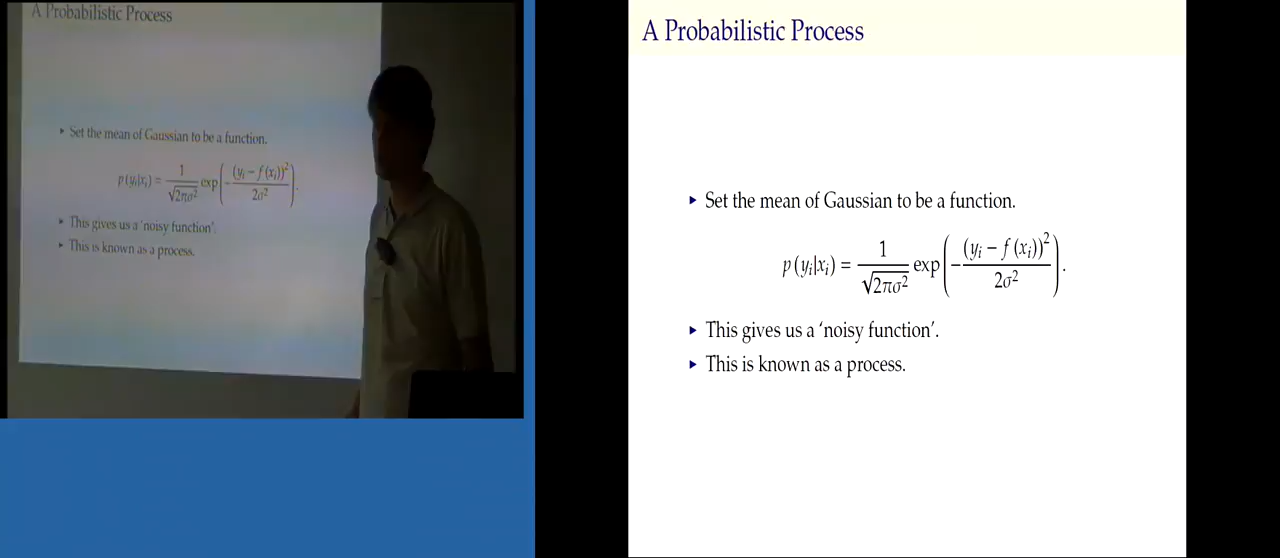 A Probabilistic Process
Set the mean of Gaussian to be a function.
p(yᵢ|xᵢ) = 1/√(2πσ²) exp(−(yᵢ − f(xᵢ))²/2σ²).
This gives us a 'noisy function'.
This is known as a process.
A Probabilistic Process
▸ Set the mean of Gaussian to be a function.
p(yᵢ|xᵢ) = 1/√(2πσ²) exp(−(yᵢ − f(xᵢ))²/2σ²).
▸ This gives us a ‘noisy function’.
▸ This is known as a process.